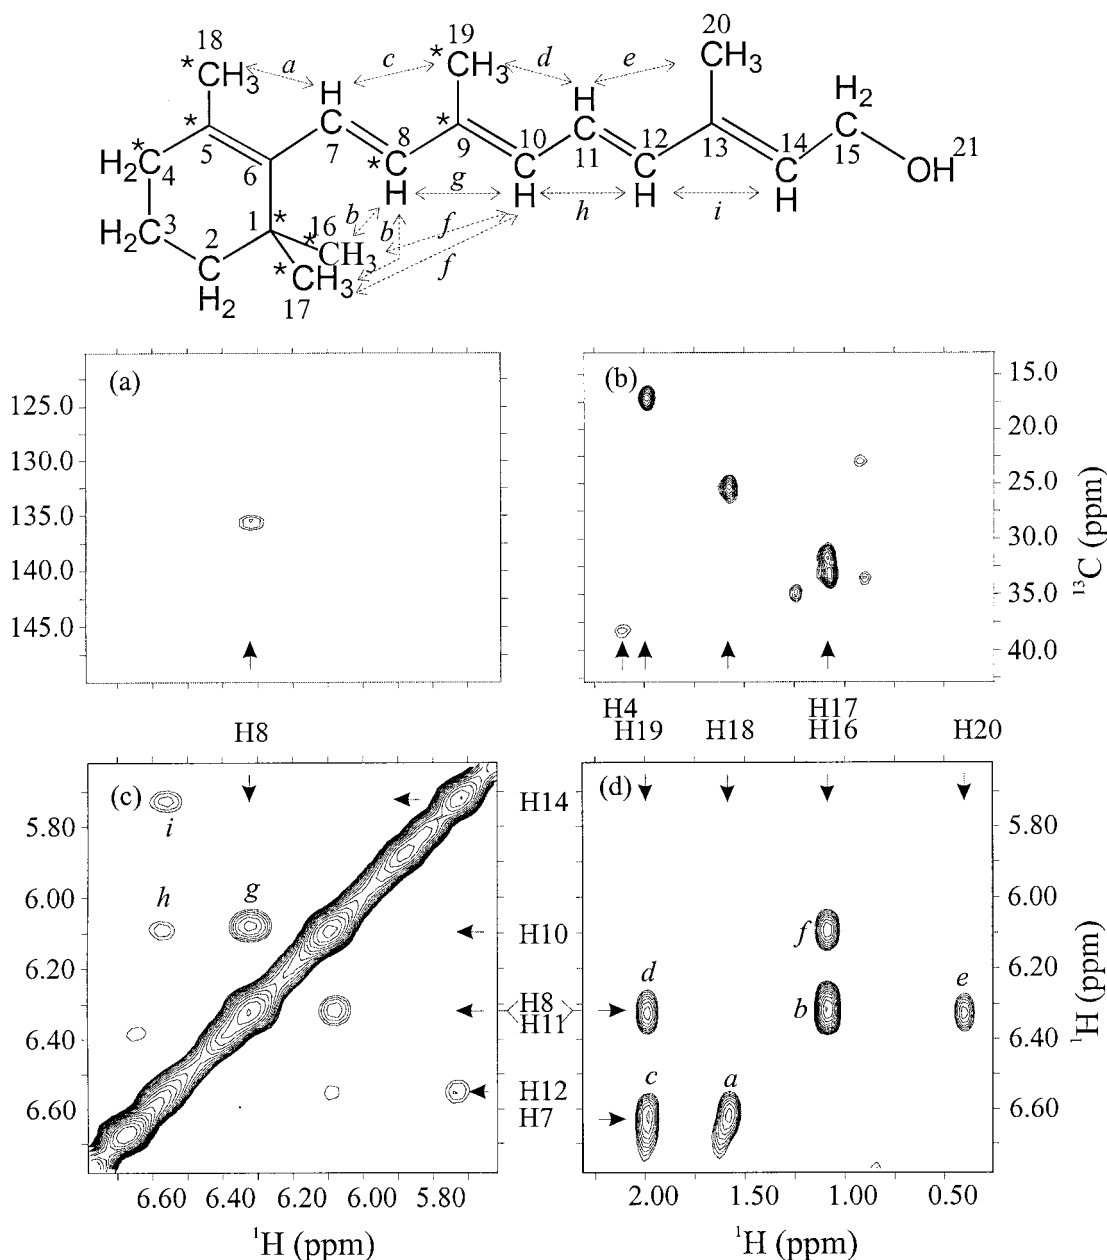 18
19
20
* CH3 a c * CH3 d e CH3
H H H2
* 8 * 10 12 14 C
* C C C C C C 21
H2C 5 7 * C 9 11 13 15 OH
4 6 H g H H H
H2C 3 1 * b b f h i
2 16 * CH3 f
* CH3
H2 17
(a)
125.0
130.0
135.0
140.0
145.0
(b)
15.0
20.0
25.0
30.0
35.0
40.0
13C (ppm)
H8
H4
H19
H18
H17
H16
H20
(c)
i
h
g
5.80
6.00
6.20
6.40
6.60
H14
H10
H8
H11
H12
H7
(d)
f
d
b
e
c
a
5.80
6.00
6.20
6.40
6.60
1H (ppm)
6.60 6.40 6.20 6.00 5.80
1H (ppm)
2.00 1.50 1.00 0.50
1H (ppm)